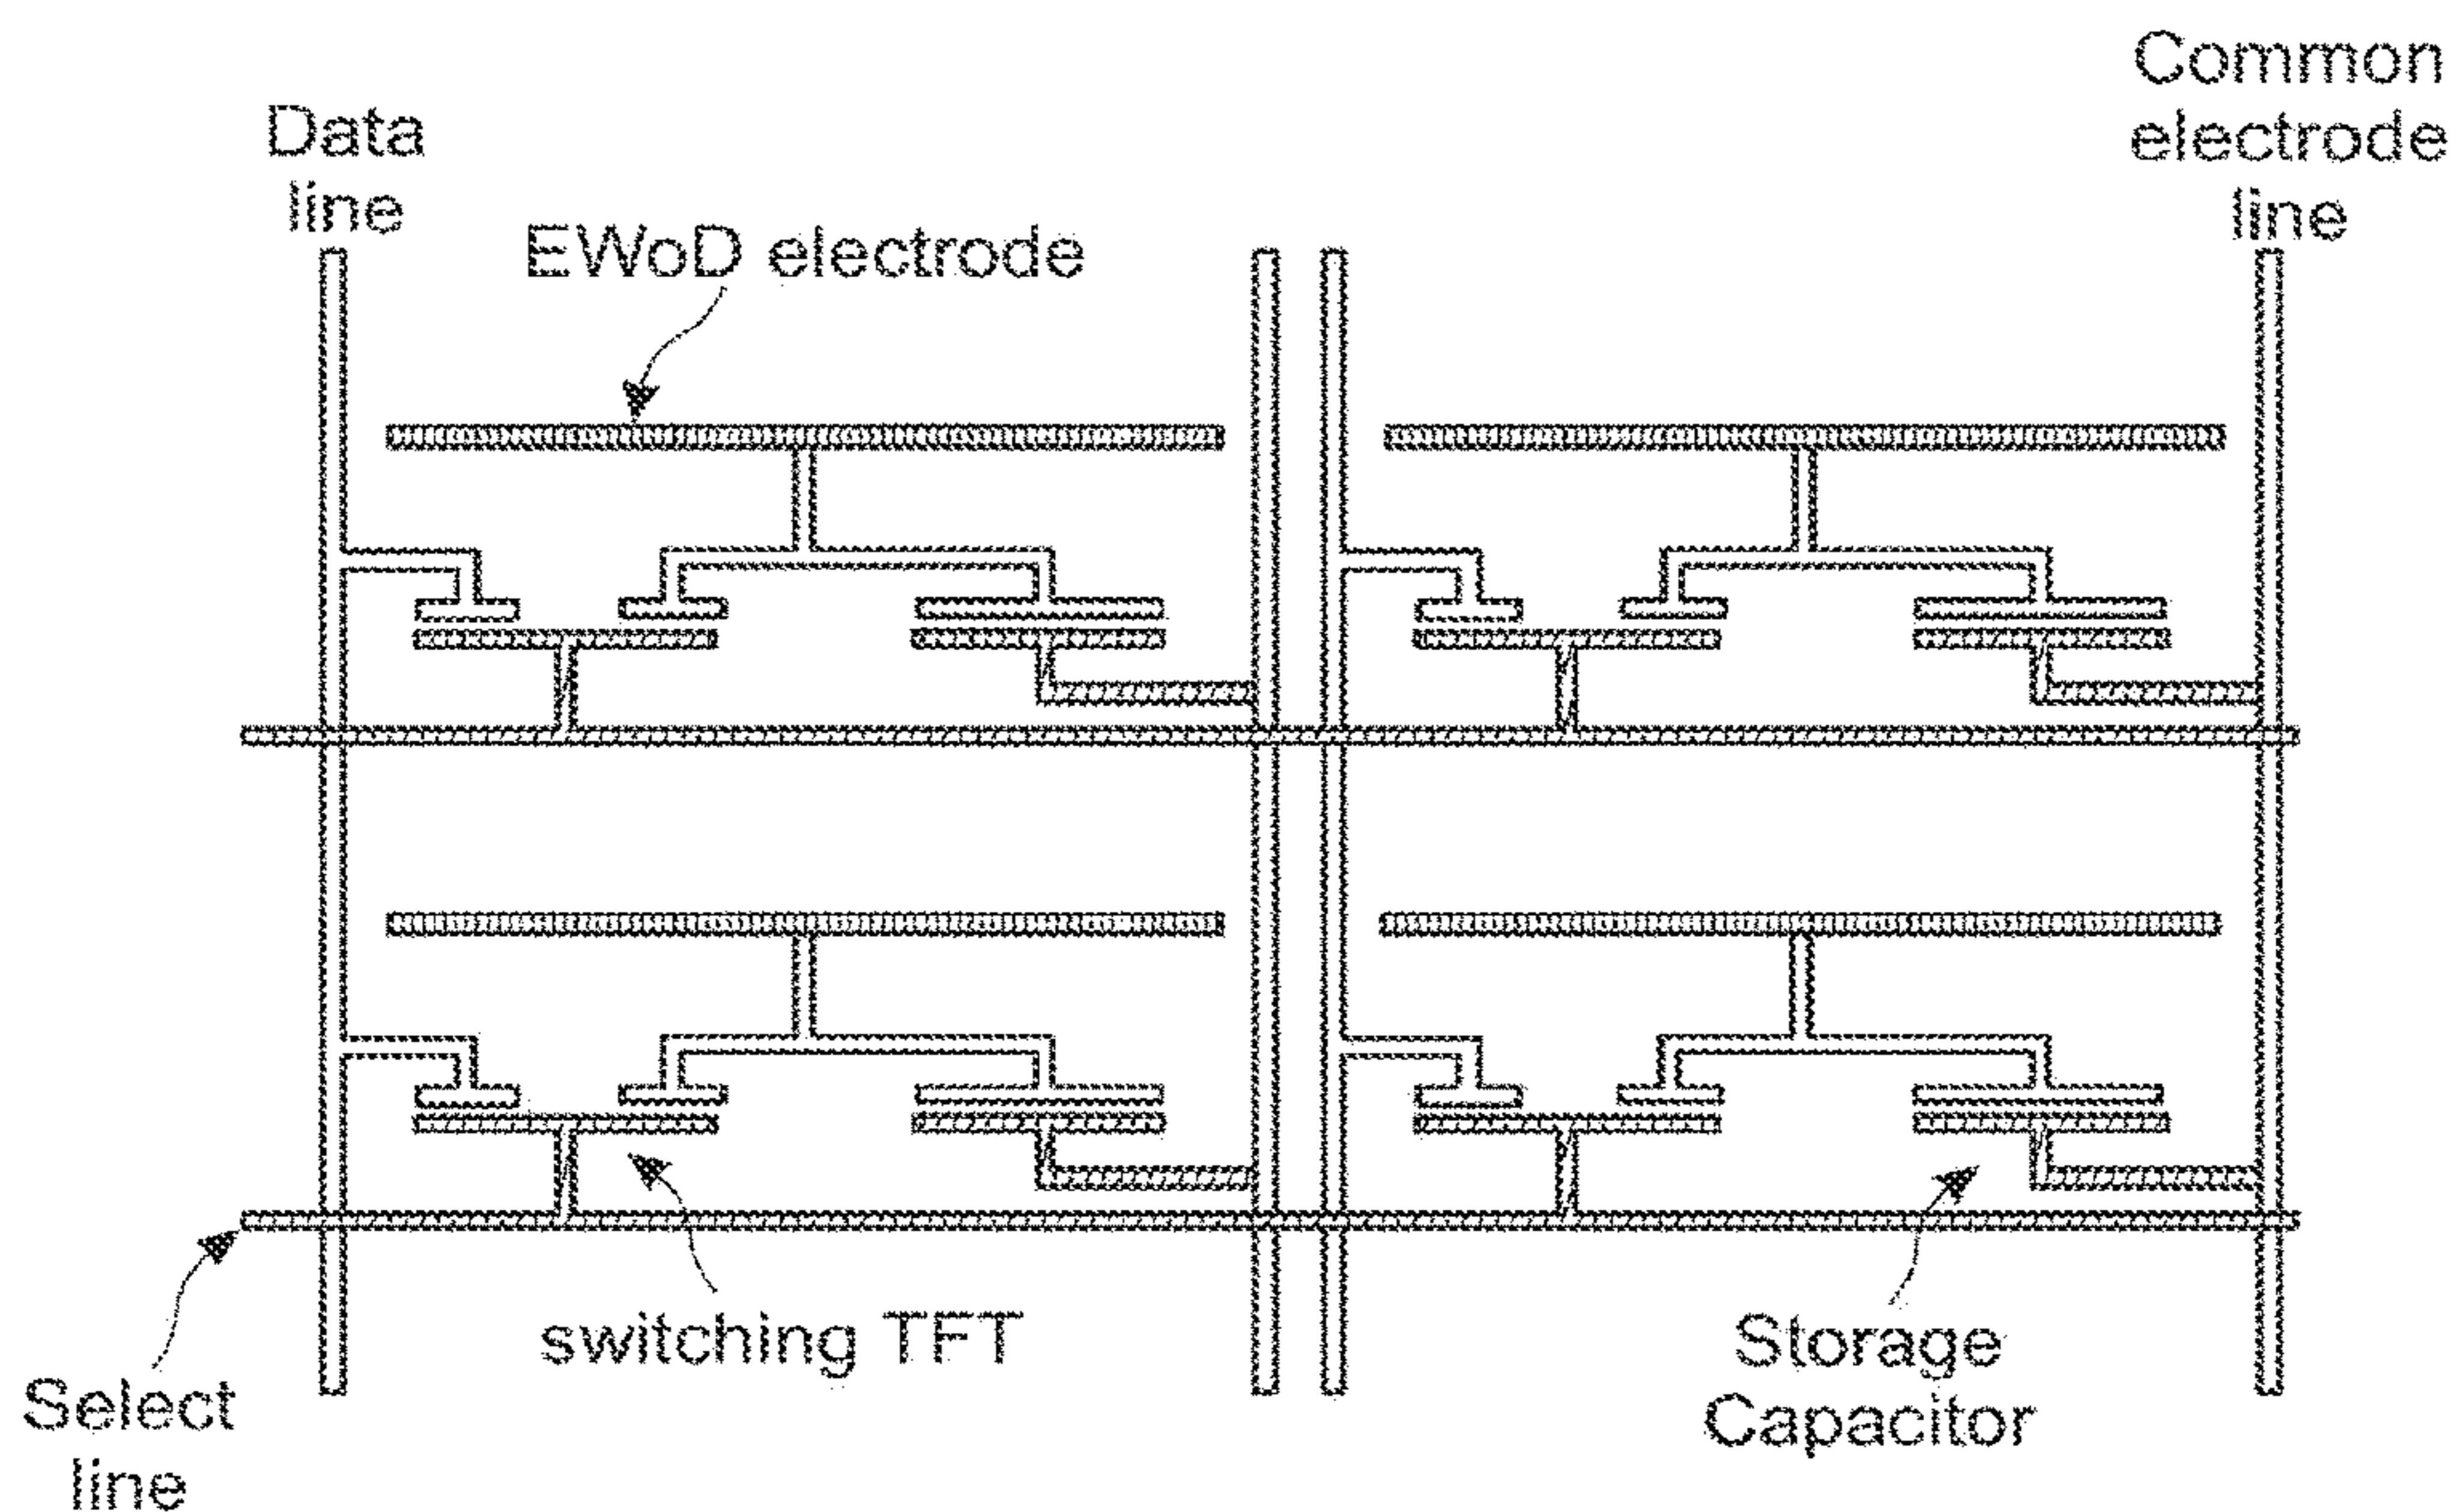 Common
electrode
line
Data
line
EWoD electrode
switching TFT
Storage
Capacitor
Select
line